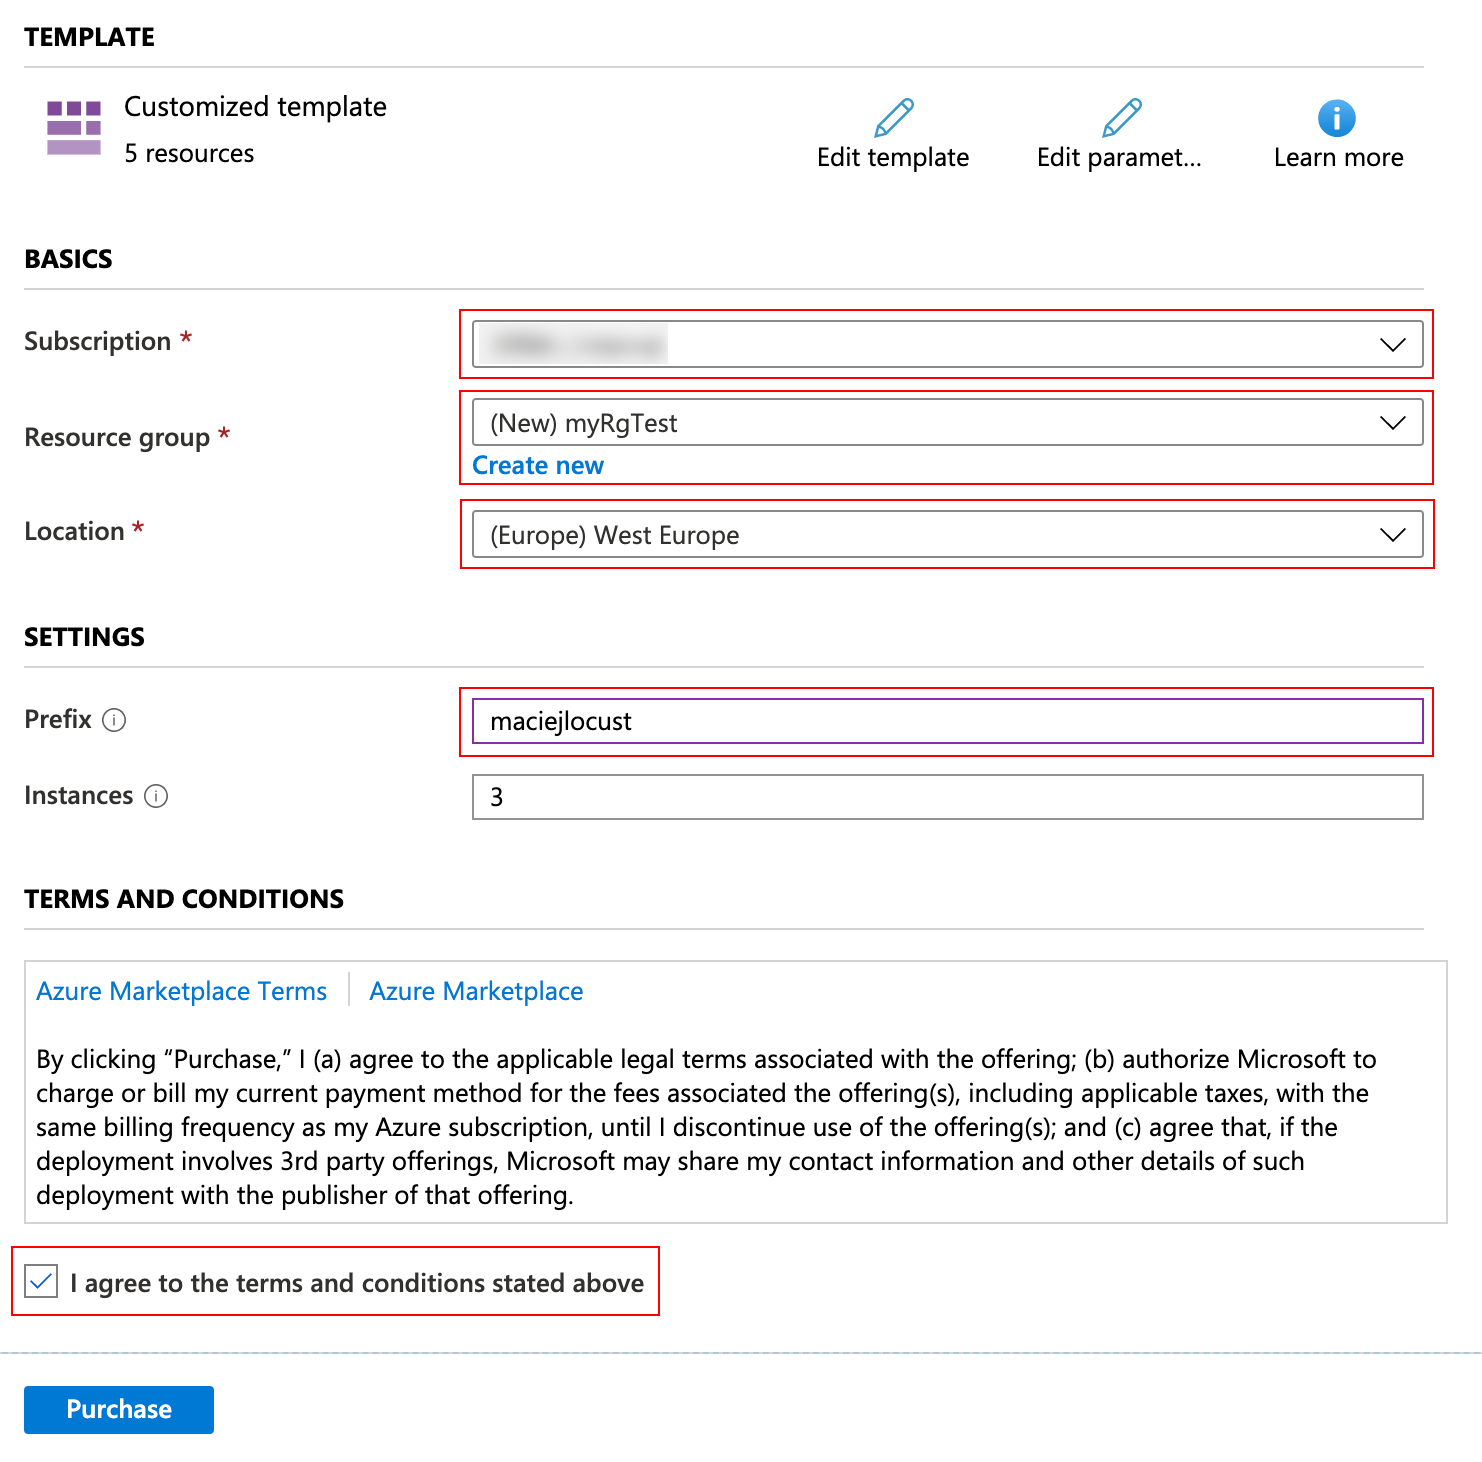 TEMPLATE
Customized template
5 resources
Edit template
Edit paramet...
Learn more
BASICS
Subscription *
Resource group *
(New) myRgTest
Create new
Location *
(Europe) West Europe
SETTINGS
Prefix
maciejlocust
Instances
3
TERMS AND CONDITIONS
Azure Marketplace Terms
Azure Marketplace
By clicking “Purchase,” I (a) agree to the applicable legal terms associated with the offering; (b) authorize Microsoft to
charge or bill my current payment method for the fees associated the offering(s), including applicable taxes, with the
same billing frequency as my Azure subscription, until I discontinue use of the offering(s); and (c) agree that, if the
deployment involves 3rd party offerings, Microsoft may share my contact information and other details of such
deployment with the publisher of that offering.
I agree to the terms and conditions stated above
Purchase